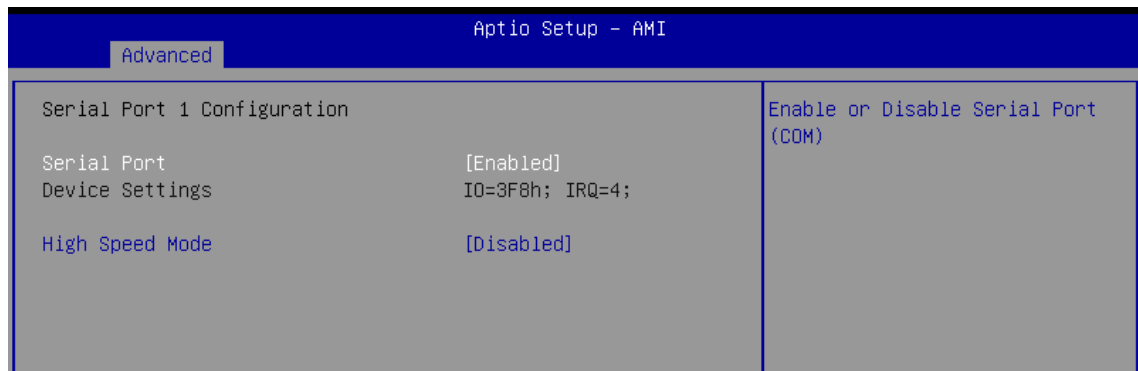 Aptio Setup – AMI
Advanced
Serial Port 1 Configuration
Enable or Disable Serial Port
(COM)
Serial Port [Enabled]
Device Settings IO=3F8h; IRQ=4;
High Speed Mode [Disabled]